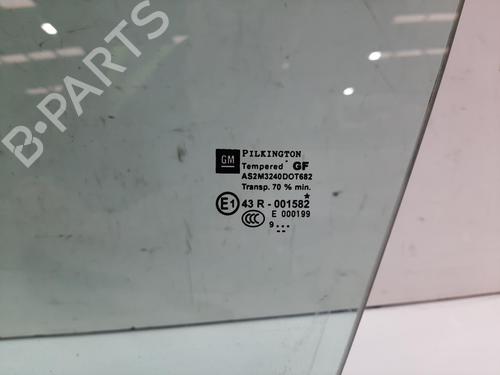 B-PARTS
GM PILKINGTON
Tempered GF
AS2M3240DOT682
Transp. 70 % min.
E1 43 R - 001582
CCC E 000199
9...